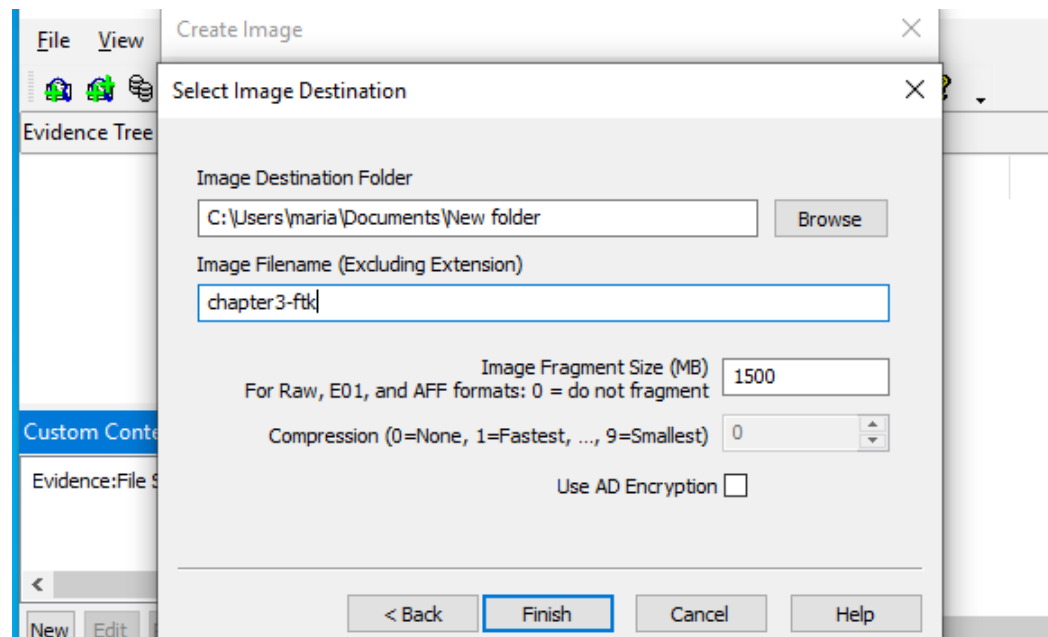 Create Image
File View
Select Image Destination
Evidence Tree
Image Destination Folder
C:\Users\maria\Documents\New folder
Browse
Image Filename (Excluding Extension)
chapter3-ftk
Image Fragment Size (MB)
1500
For Raw, E01, and AFF formats: 0 = do not fragment
Custom Conte
Compression (0=None, 1=Fastest, ..., 9=Smallest)
0
Evidence:File S
Use AD Encryption
< Back
Finish
Cancel
Help
New
Edit